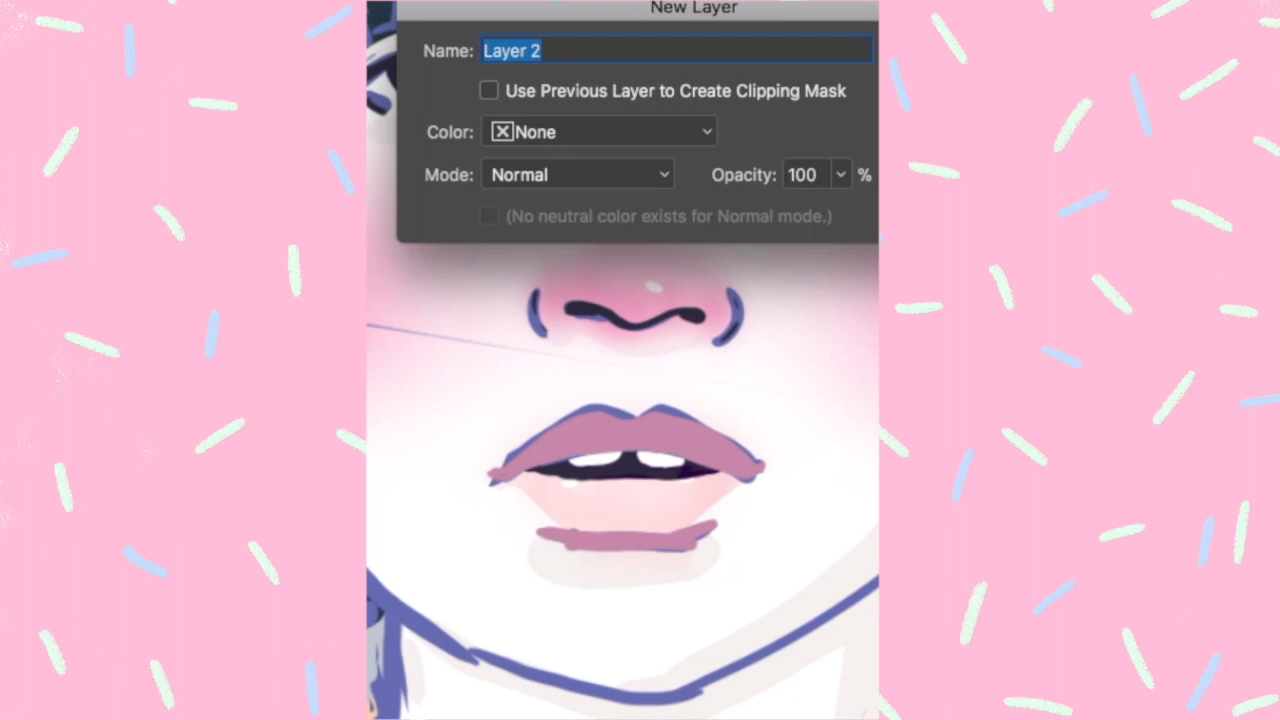 New Layer
Name: Layer 2
Use Previous Layer to Create Clipping Mask
Color: None
Mode: Normal Opacity: 100 %
(No neutral color exists for Normal mode.)